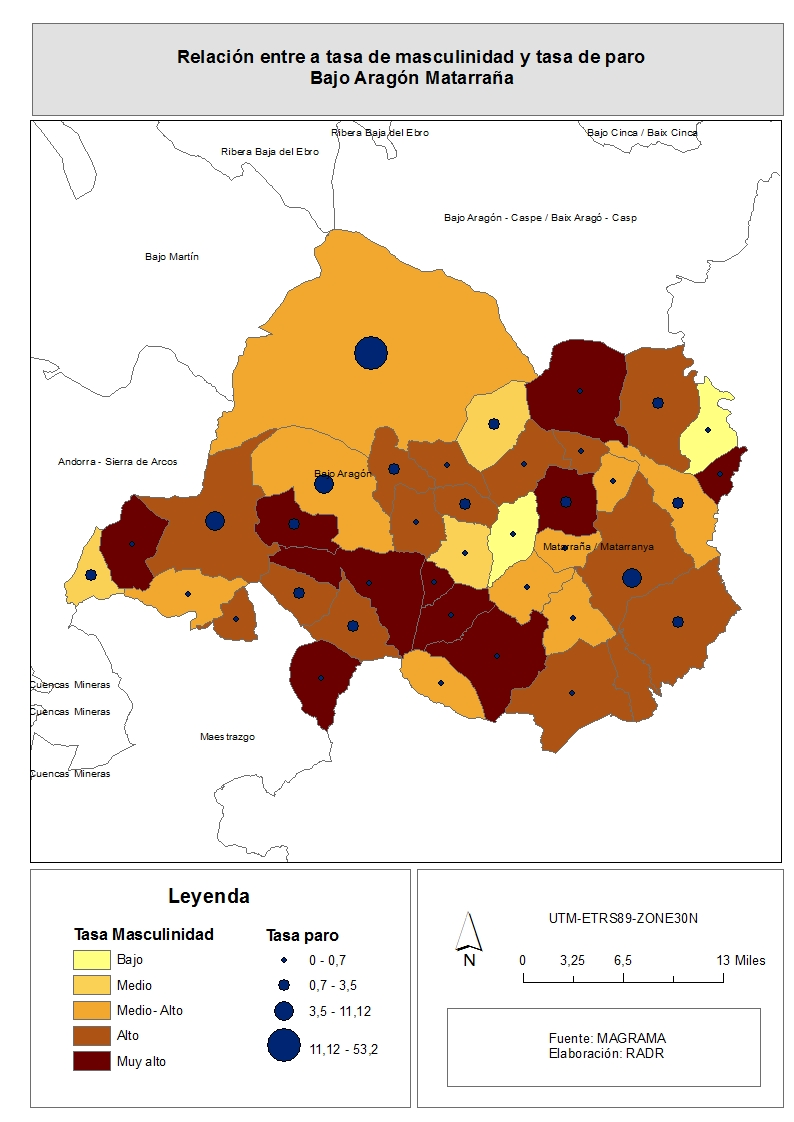 Relación entre a tasa de masculinidad y tasa de paro
Bajo Aragón Matarraña
Ribera Baja del Ebro
Bajo Cinca / Baix Cinca
Ribera Baja del Ebro
Bajo Aragón - Caspe / Baix Aragó - Casp
Bajo Martín
Andorra - Sierra de Arcos
Bajo Aragón
Matarraña / Matarranya
Cuencas Mineras
Cuencas Mineras
Maestrazgo
Cuencas Mineras
Leyenda
Tasa Masculinidad
Bajo
Medio
Medio- Alto
Alto
Muy alto
Tasa paro
0 - 0,7
0,7 - 3,5
3,5 - 11,12
11,12 - 53,2
N
UTM-ETRS89-ZONE30N
0 3,25 6,5 13 Miles
Fuente: MAGRAMA
Elaboración: RADR